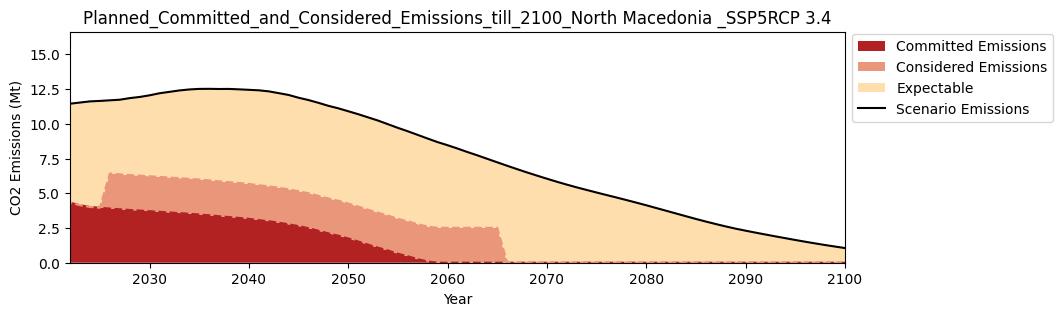 Planned_Committed_and_Considered_Emissions_till_2100_North Macedonia _SSP5RCP 3.4
CO2 Emissions (Mt)
15.0
12.5
10.0
7.5
5.0
2.5
0.0
2030 2040 2050 2060 2070 2080 2090 2100
Year
Committed Emissions
Considered Emissions
Expectable
Scenario Emissions